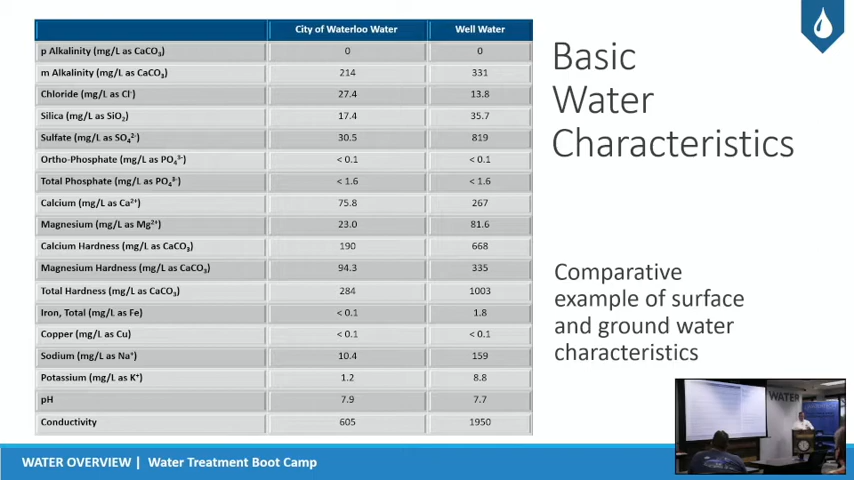 City of Waterloo Water Well Water
p Alkalinity (mg/L as CaCO₃) 0 0
m Alkalinity (mg/L as CaCO₃) 214 331
Chloride (mg/L as Cl⁻) 27.4 13.8
Silica (mg/L as SiO₂) 17.4 35.7
Sulfate (mg/L as SO₄²⁻) 30.5 819
Ortho-Phosphate (mg/L as PO₄³⁻) < 0.1 < 0.1
Total Phosphate (mg/L as PO₄³⁻) < 1.6 < 1.6
Calcium (mg/L as Ca²⁺) 75.8 267
Magnesium (mg/L as Mg²⁺) 23.0 81.6
Calcium Hardness (mg/L as CaCO₃) 190 668
Magnesium Hardness (mg/L as CaCO₃) 94.3 335
Total Hardness (mg/L as CaCO₃) 284 1003
Iron, Total (mg/L as Fe) < 0.1 1.8
Copper (mg/L as Cu) < 0.1 < 0.1
Sodium (mg/L as Na⁺) 10.4 159
Potassium (mg/L as K⁺) 1.2 8.8
pH 7.9 7.7
Conductivity 605 1950
Basic
Water
Characteristics
Comparative
example of surface
and ground water
characteristics
WATER
WATER OVERVIEW | Water Treatment Boot Camp